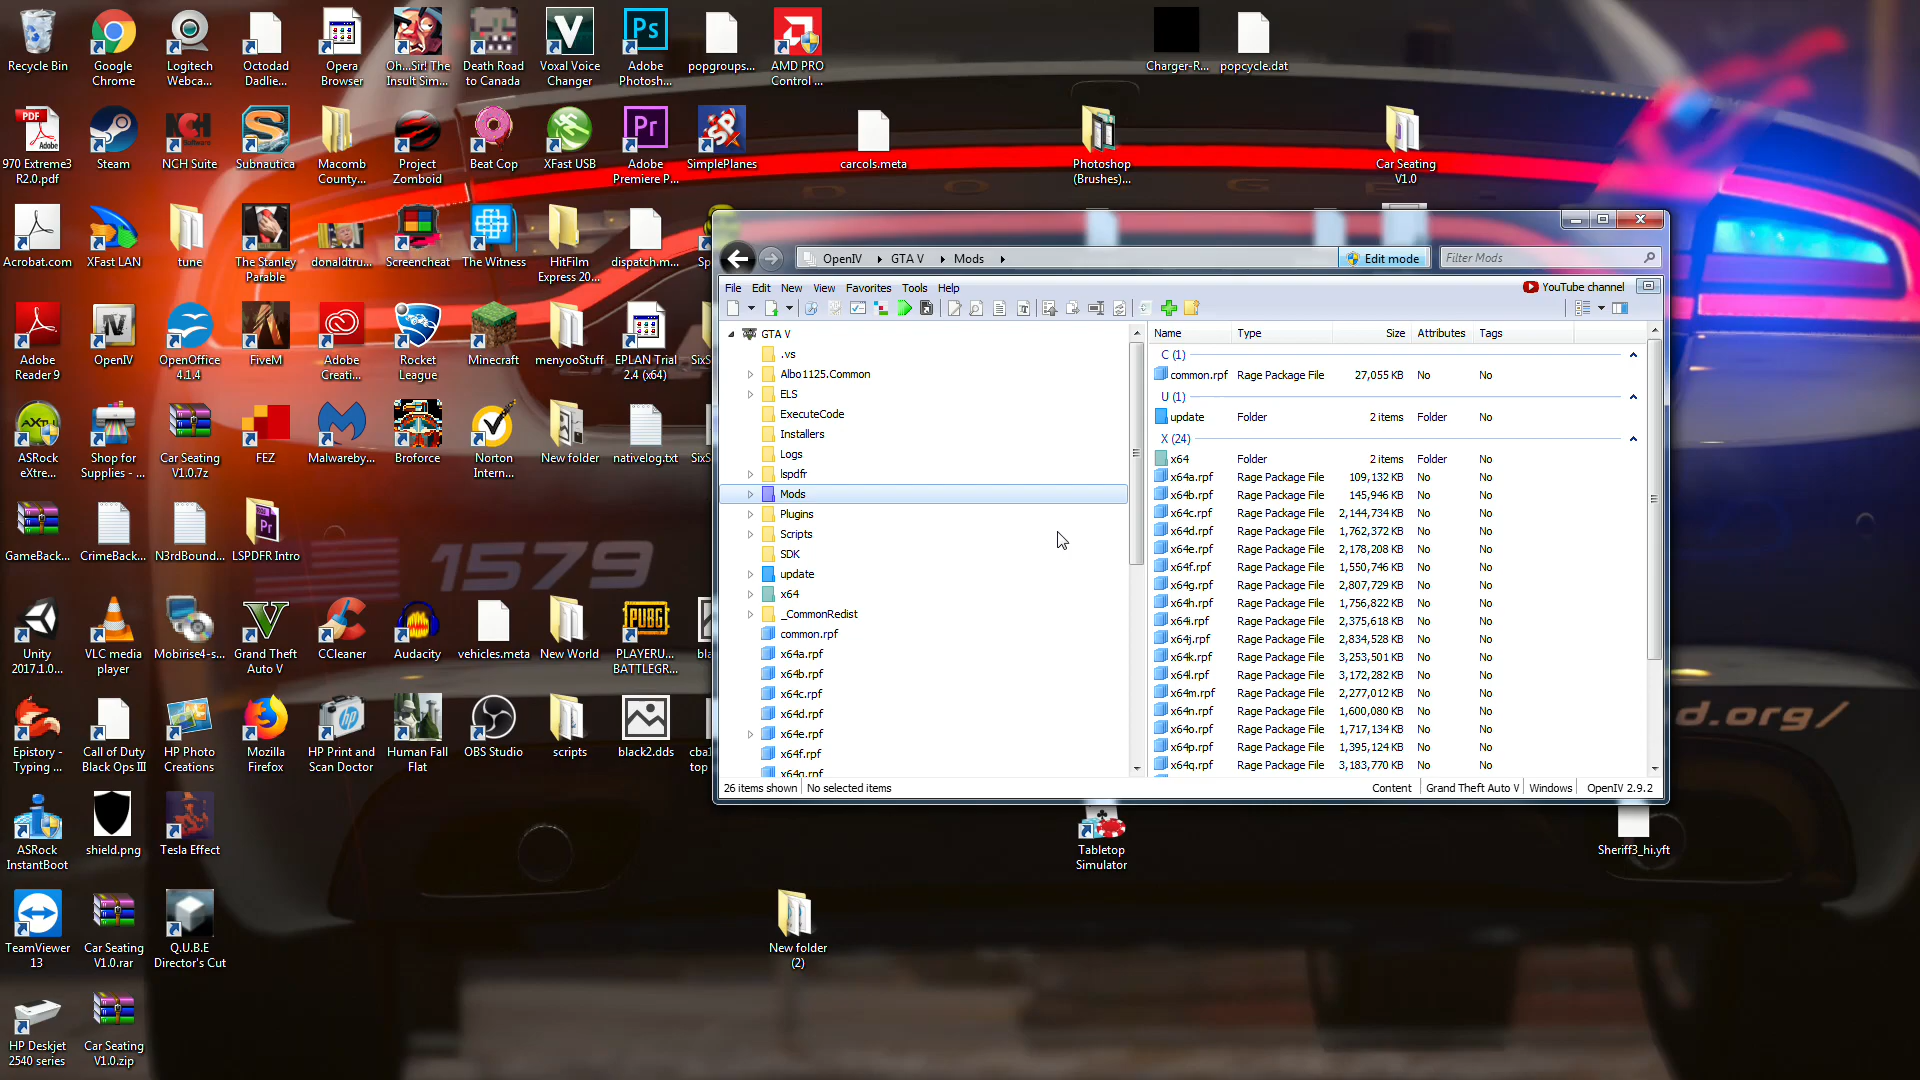 Recycle Bin
Google
Chrome
Logitech
Webca...
Octodad
Dadlie...
Opera
Browser
Oh...Sir! The
Insult Sim...
Death Road
to Canada
Voxal Voice
Changer
Adobe
Photosh...
popgroups...
AMD PRO
Control ...
Charger-R...
popcycle.dat
970 Extreme3
R2.0.pdf
Steam
NCH Suite
Subnautica
Macomb
County...
Project
Zomboid
Beat Cop
XFast USB
Adobe
Premiere P...
SimplePlanes
carcols.meta
Photoshop
(Brushes)...
Car Seating
V1.0
Acrobat.com
XFast LAN
tune
The Stanley
Parable
donaldtru...
Screencheat
The Witness
HitFilm
Express 20...
dispatch.m...
Sp
Adobe
Reader 9
OpenIV
OpenOffice
4.1.4
FiveM
Adobe
Creati...
Rocket
League
Minecraft
menyooStuff
EPLAN Trial
2.4 (x64)
SixS
ASRock
eXtre...
Shop for
Supplies - ...
Car Seating
V1.0.7z
FEZ
Malwareby...
Broforce
Norton
Intern...
New folder
nativelog.txt
SixS
GameBack...
CrimeBack...
N3rdBound...
LSPDFR Intro
1579
Unity
2017.1.0...
VLC media
player
Mobirise4-s...
Grand Theft
Auto V
CCleaner
Audacity
vehicles.meta
New World
PLAYERU...
BATTLEGR...
bla
Epistory -
Typing ...
Call of Duty
Black Ops III
HP Photo
Creations
Mozilla
Firefox
HP Print and
Scan Doctor
Human Fall
Flat
OBS Studio
scripts
black2.dds
cba1
top
ASRock
InstantBoot
shield.png
Tesla Effect
Tabletop
Simulator
Sheriff3_hi.yft
TeamViewer
13
Car Seating
V1.0.rar
Q.U.B.E
Director's Cut
New folder
(2)
HP Deskjet
2540 series
Car Seating
V1.0.zip
d.org/
OpenIV
GTA V
Mods
Edit mode
Filter Mods
File Edit New View Favorites Tools Help
YouTube channel
GTA V
.vs
Albo1125.Common
ELS
ExecuteCode
Installers
Logs
lspdfr
Mods
Plugins
Scripts
SDK
update
x64
_CommonRedist
common.rpf
x64a.rpf
x64b.rpf
x64c.rpf
x64d.rpf
x64e.rpf
x64f.rpf
x64g.rpf
Name Type Size Attributes Tags
C (1)
common.rpf Rage Package File 27,055 KB No No
U (1)
update Folder 2 items Folder No
X (24)
x64 Folder 2 items Folder No
x64a.rpf Rage Package File 109,132 KB No No
x64b.rpf Rage Package File 145,946 KB No No
x64c.rpf Rage Package File 2,144,734 KB No No
x64d.rpf Rage Package File 1,762,372 KB No No
x64e.rpf Rage Package File 2,178,208 KB No No
x64f.rpf Rage Package File 1,550,746 KB No No
x64g.rpf Rage Package File 2,807,729 KB No No
x64h.rpf Rage Package File 1,756,822 KB No No
x64i.rpf Rage Package File 2,375,618 KB No No
x64j.rpf Rage Package File 2,834,528 KB No No
x64k.rpf Rage Package File 3,253,501 KB No No
x64l.rpf Rage Package File 3,172,282 KB No No
x64m.rpf Rage Package File 2,277,012 KB No No
x64n.rpf Rage Package File 1,600,080 KB No No
x64o.rpf Rage Package File 1,717,134 KB No No
x64p.rpf Rage Package File 1,395,124 KB No No
x64q.rpf Rage Package File 3,183,770 KB No No
26 items shown No selected items
Content Grand Theft Auto V Windows OpenIV 2.9.2